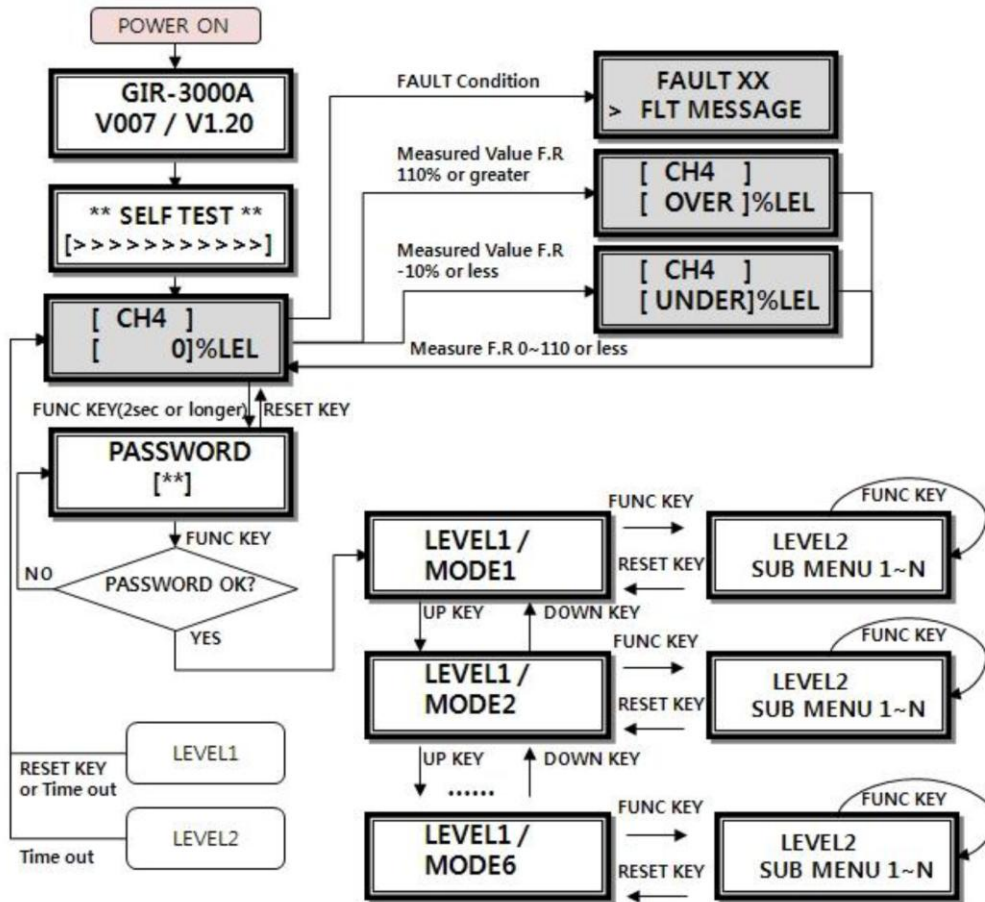 POWER ON
GIR-3000A
V007 / V1.20
** SELF TEST **
[> > > > > > > > > > >]
[ CH4 ]
[ 0]%LEL
FAULT Condition
FAULT XX
> FLT MESSAGE
Measured Value F.R
110% or greater
[ CH4 ]
[ OVER ]%LEL
Measured Value F.R
-10% or less
[ CH4 ]
[ UNDER]%LEL
Measure F.R 0~110 or less
FUNC KEY(2sec or longer)
RESET KEY
PASSWORD
[**]
FUNC KEY
PASSWORD OK?
NO
YES
LEVEL1 /
MODE1
FUNC KEY
RESET KEY
FUNC KEY
LEVEL2
SUB MENU 1~N
UP KEY
DOWN KEY
LEVEL1 /
MODE2
FUNC KEY
RESET KEY
FUNC KEY
LEVEL2
SUB MENU 1~N
UP KEY
DOWN KEY
......
LEVEL1 /
MODE6
FUNC KEY
RESET KEY
FUNC KEY
LEVEL2
SUB MENU 1~N
LEVEL1
RESET KEY
or Time out
LEVEL2
Time out